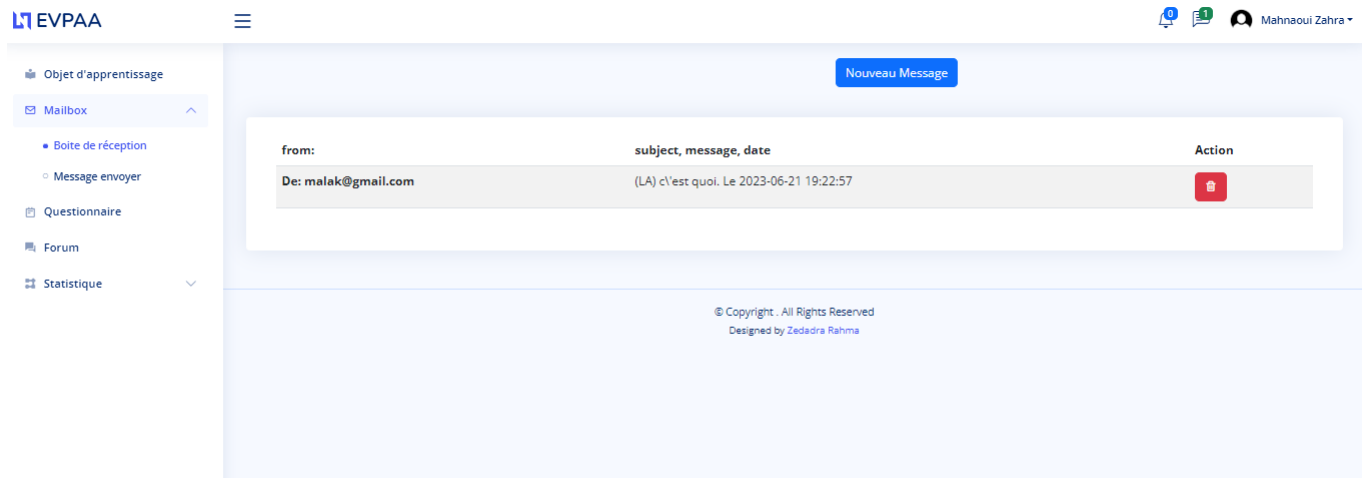 EVPAA
0
1
Mahnaoui Zahra
Objet d'apprentissage
Mailbox
Boite de réception
Message envoyer
Questionnaire
Forum
Statistique
Nouveau Message
from: subject, message, date Action
De: malak@gmail.com (LA) c\'est quoi. Le 2023-06-21 19:22:57
© Copyright . All Rights Reserved
Designed by Zedadra Rahma